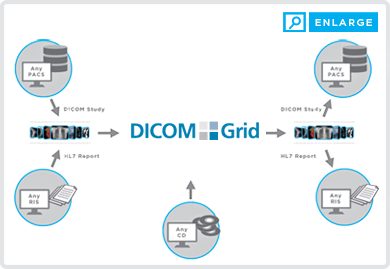 ENLARGE
Any
PACS
Any
PACS
DICOM Study
DICOM Study
DICOM Grid
HL7 Report
HL7 Report
Any
RIS
Any
CD
Any
RIS